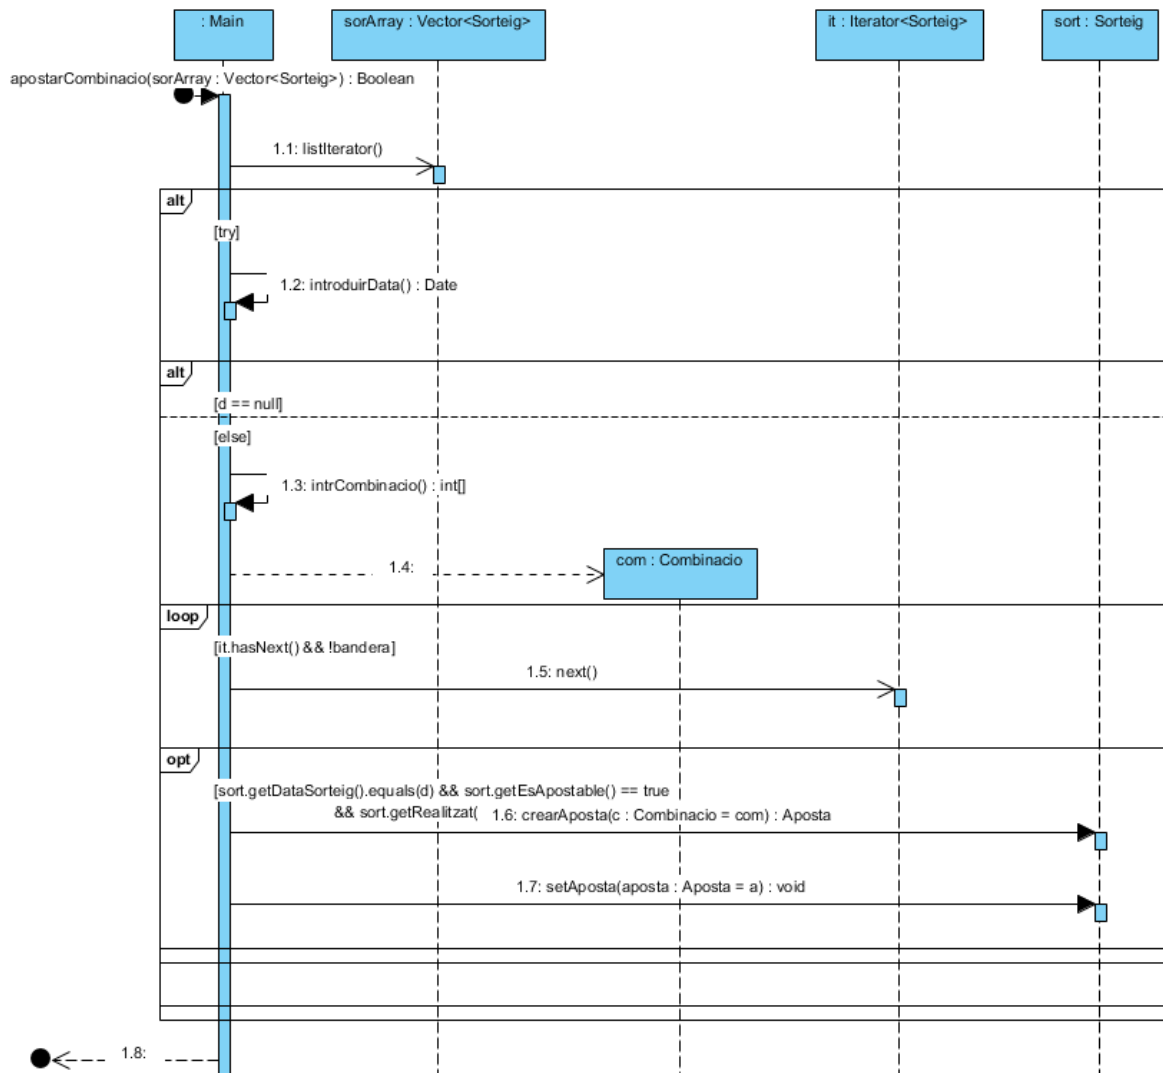 : Main
sorArray : Vector<Sorteig>
it : Iterator<Sorteig>
sort : Sorteig
apostarCombinacio(sorArray : Vector<Sorteig>) : Boolean
1.1: listIterator()
alt
[try]
1.2: introduirData() : Date
alt
[d == null]
[else]
1.3: intrCombinacio() : int[]
1.4:
com : Combinacio
loop
[it.hasNext() && !bandera]
1.5: next()
opt
[sort.getDataSorteig().equals(d) && sort.getEsApostable() == true
&& sort.getRealitzat(
1.6: crearAposta(c : Combinacio = com) : Aposta
1.7: setAposta(aposta : Aposta = a) : void
1.8: